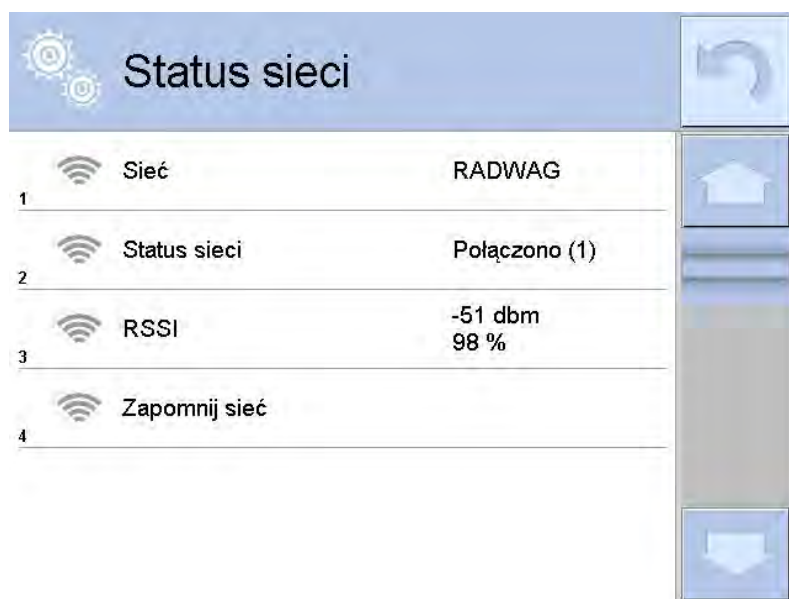 Status sieci
Sieć RADWAG
1
Status sieci Połączono (1)
2
RSSI -51 dbm
98 %
3
Zapomnij sieć
4